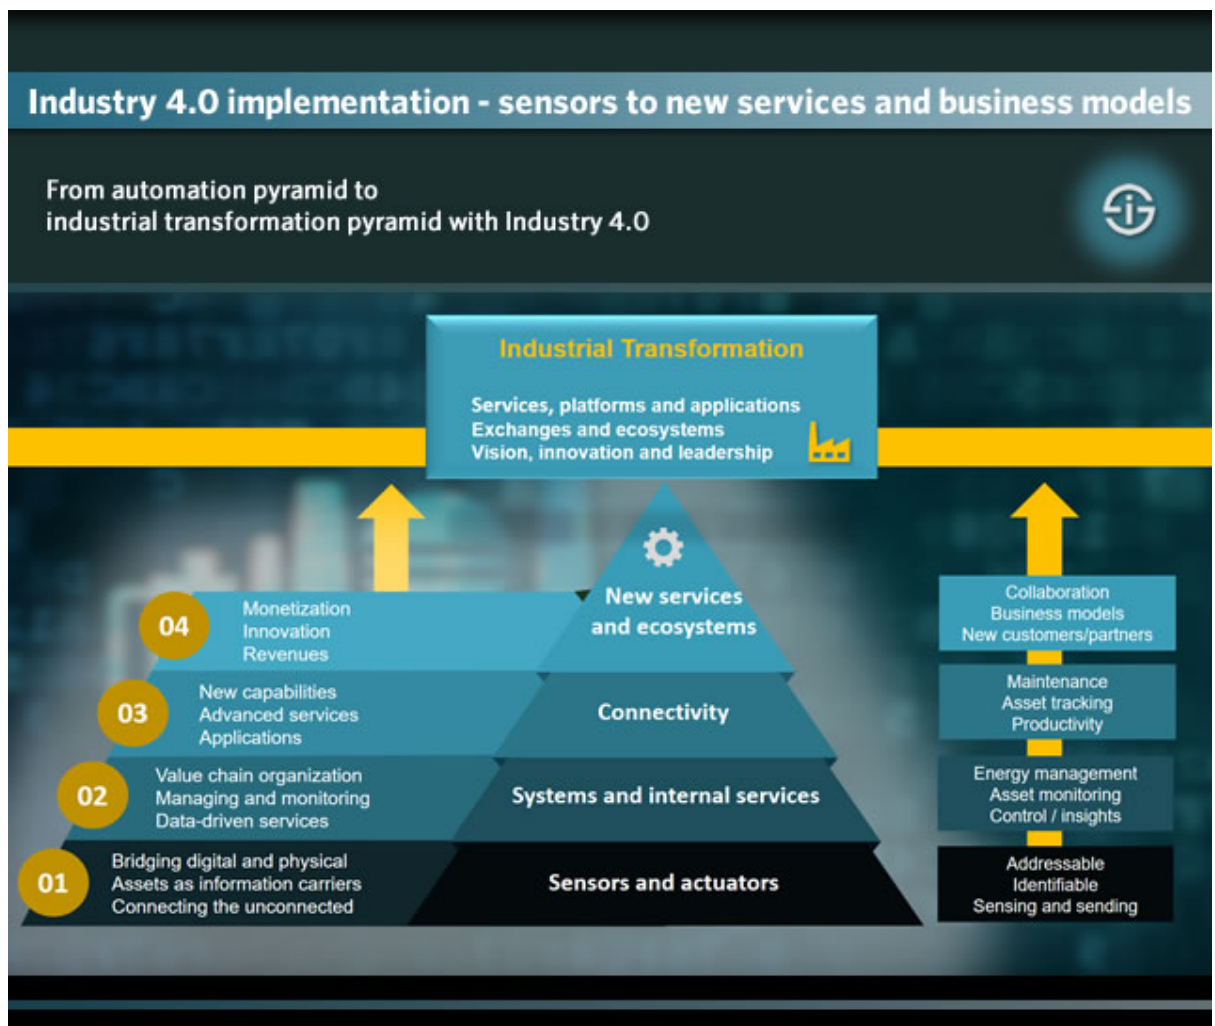 Industry 4.0 implementation - sensors to new services and business models
From automation pyramid to
industrial transformation pyramid with Industry 4.0
Industrial Transformation
Services, platforms and applications
Exchanges and ecosystems
Vision, innovation and leadership
04
Monetization
Innovation
Revenues
New services
and ecosystems
Collaboration
Business models
New customers/partners
03
New capabilities
Advanced services
Applications
Connectivity
Maintenance
Asset tracking
Productivity
02
Value chain organization
Managing and monitoring
Data-driven services
Systems and internal services
Energy management
Asset monitoring
Control / insights
01
Bridging digital and physical
Assets as information carriers
Connecting the unconnected
Sensors and actuators
Addressable
Identifiable
Sensing and sending